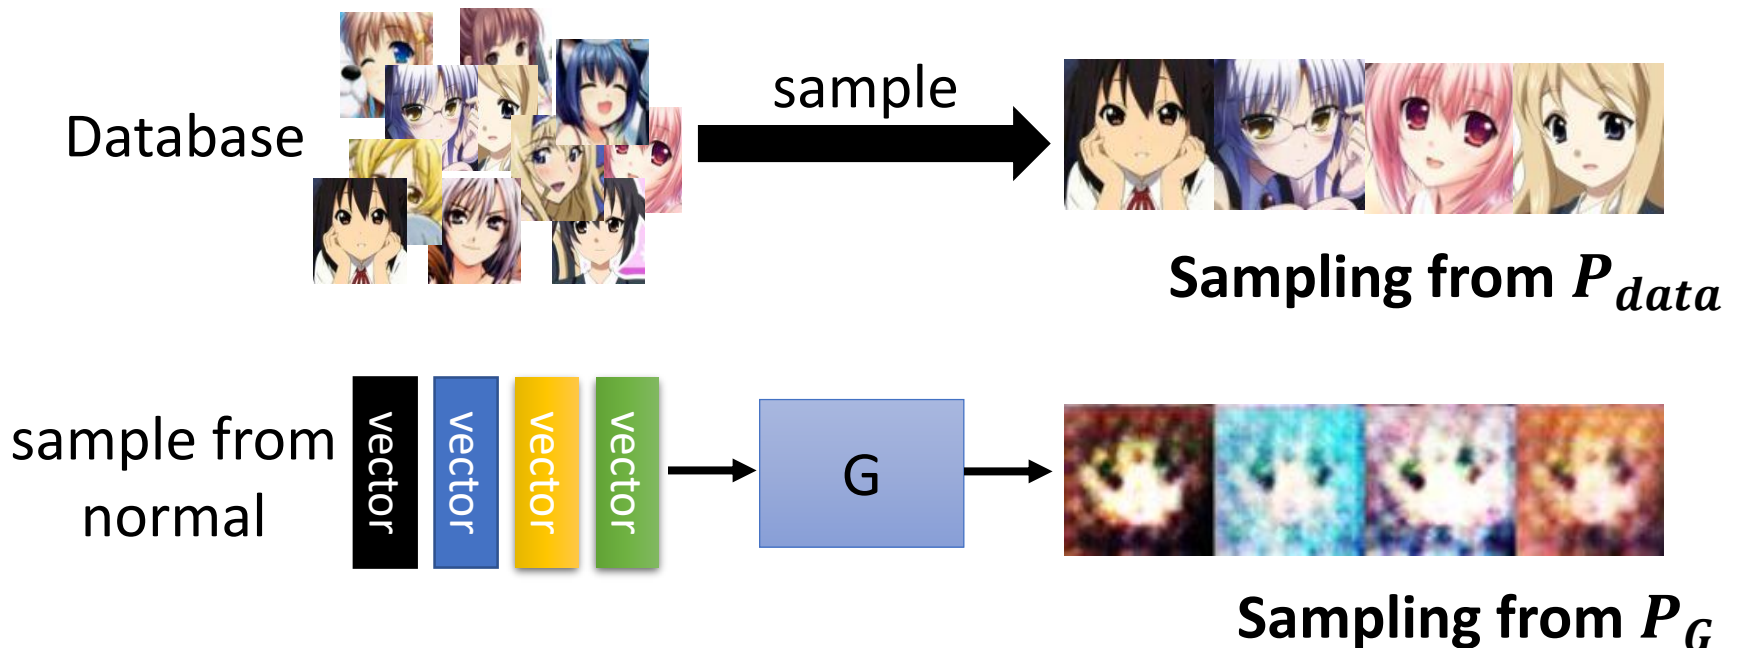 Database
sample
Sampling from P_data
sample from
normal
vector
vector
vector
vector
G
Sampling from P_G